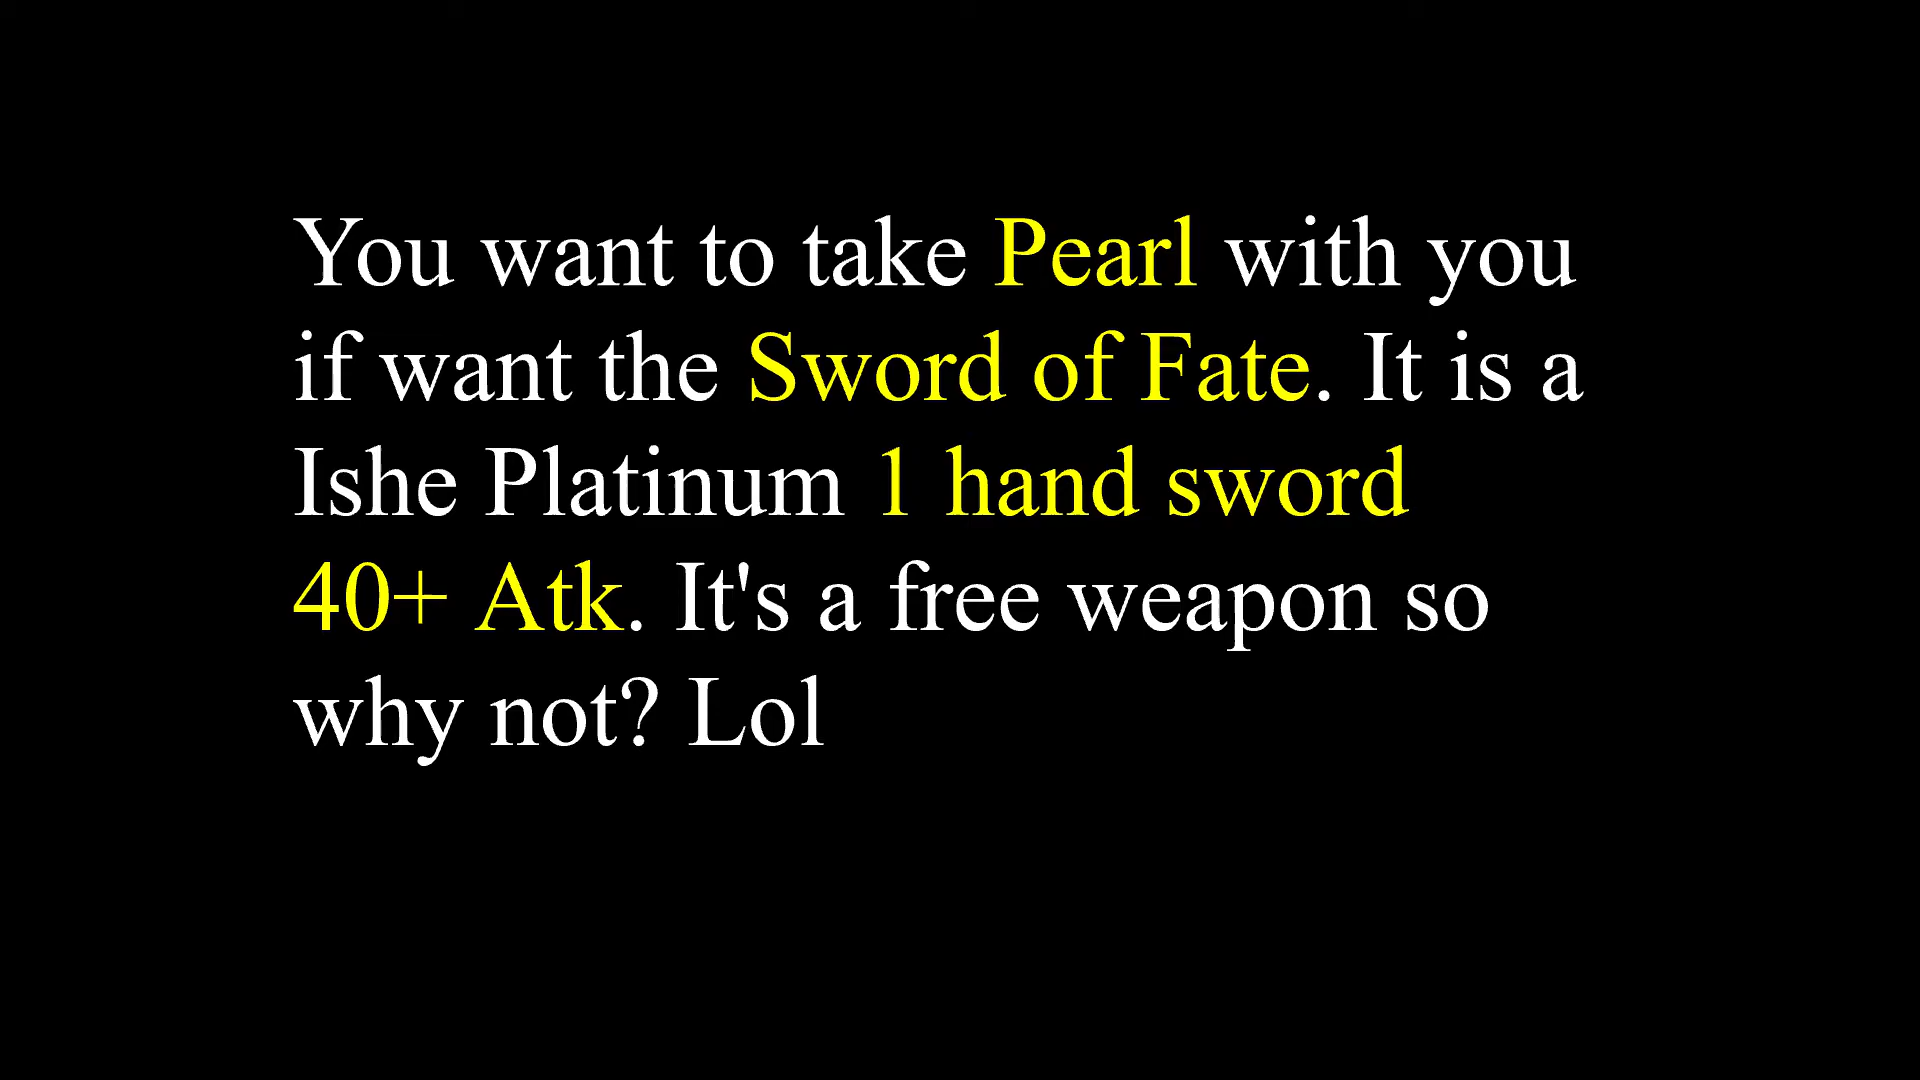 You want to take Pearl with you
if want the Sword of Fate. It is a
Ishe Platinum 1 hand sword
40+ Atk. It's a free weapon so
why not? Lol